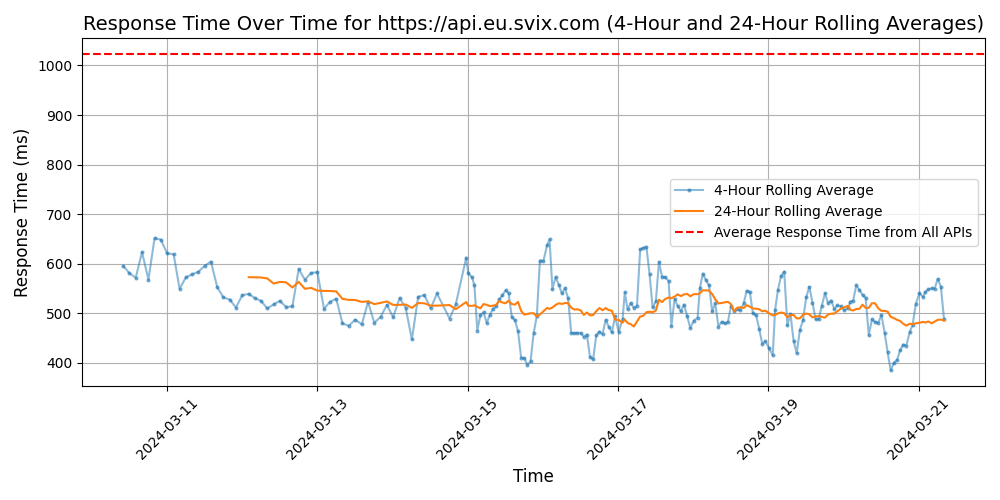 Response Time Over Time for https://api.eu.svix.com (4-Hour and 24-Hour Rolling Averages)
1000
900
800
700
600
500
400
Response Time (ms)
4-Hour Rolling Average
24-Hour Rolling Average
Average Response Time from All APIs
2024-03-11
2024-03-13
2024-03-15
2024-03-17
2024-03-19
2024-03-21
Time